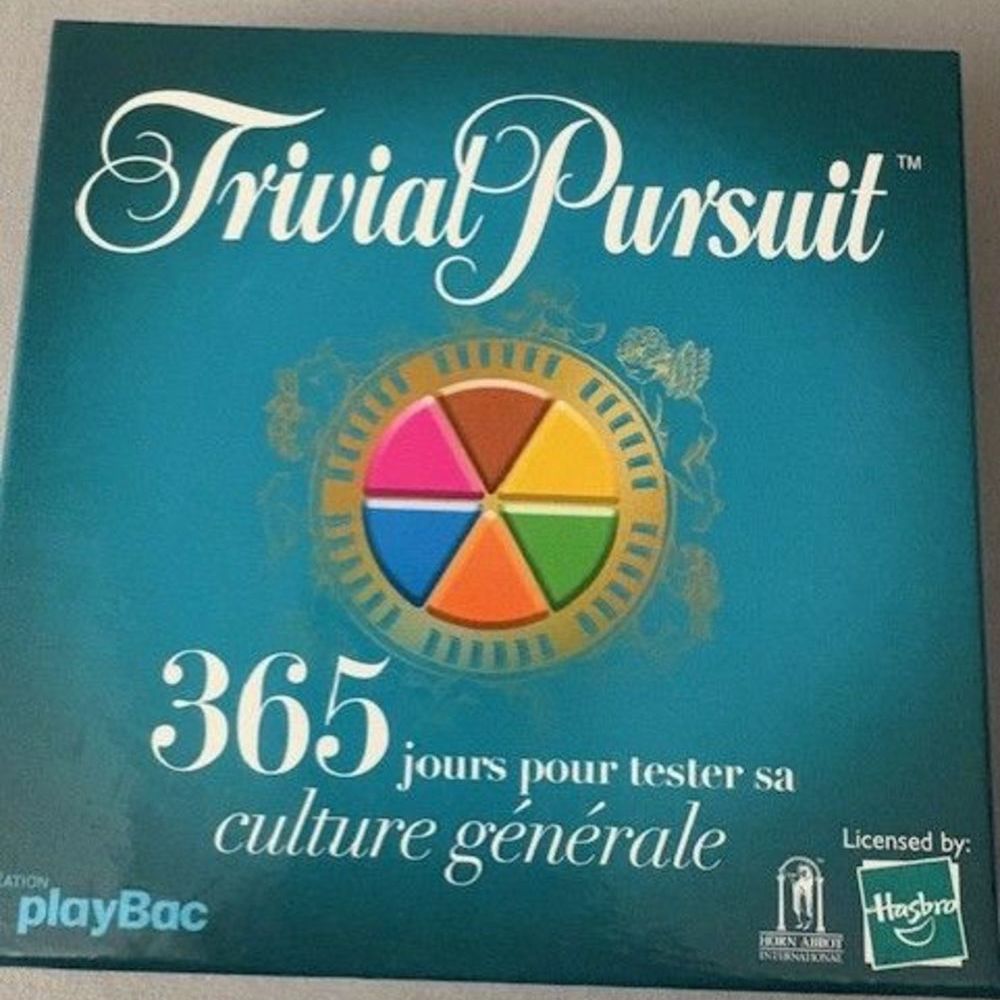 Trivial Pursuit™
365 jours pour tester sa
culture générale
Licensed by:
Hasbro
HORN ABBOT
INTERNATIONAL
playBac